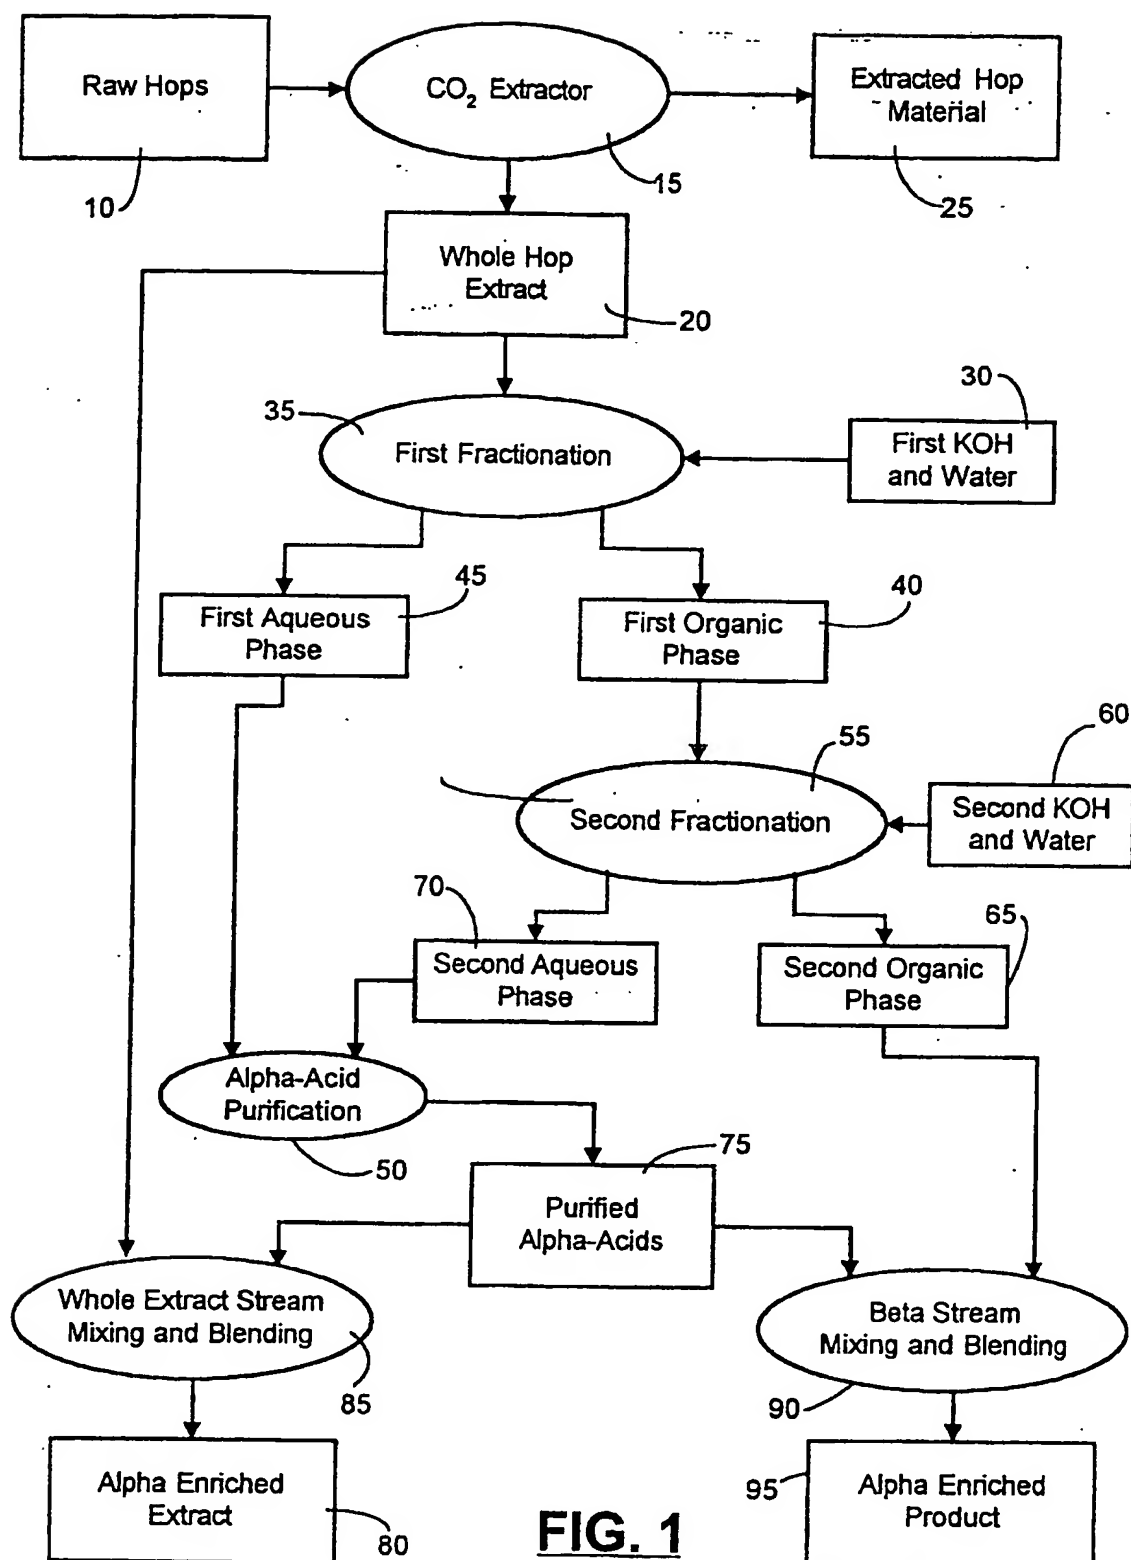 Raw Hops
CO2 Extractor
Extracted Hop
Material
10
15
25
Whole Hop
Extract
20
30
35
First Fractionation
First KOH
and Water
45
40
First Aqueous
Phase
First Organic
Phase
60
55
Second Fractionation
Second KOH
and Water
70
65
Second Aqueous
Phase
Second Organic
Phase
Alpha-Acid
Purification
50
75
Purified
Alpha-Acids
Whole Extract Stream
Mixing and Blending
Beta Stream
Mixing and Blending
85
90
95
Alpha Enriched
Extract
80
Alpha Enriched
Product
FIG. 1